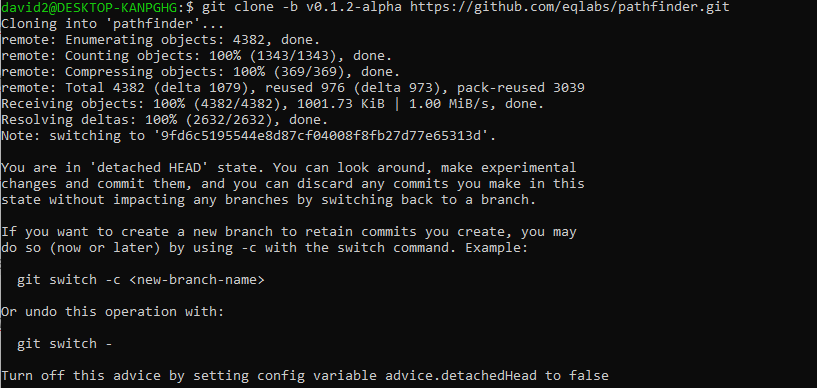 david2@DESKTOP-KANPGHG:$ git clone -b v0.1.2-alpha https://github.com/eqlabs/pathfinder.git
Cloning into 'pathfinder'...
remote: Enumerating objects: 4382, done.
remote: Counting objects: 100% (1343/1343), done.
remote: Compressing objects: 100% (369/369), done.
remote: Total 4382 (delta 1079), reused 976 (delta 973), pack-reused 3039
Receiving objects: 100% (4382/4382), 1001.73 KiB | 1.00 MiB/s, done.
Resolving deltas: 100% (2632/2632), done.
Note: switching to '9fd6c5195544e8d87cf04008f8fb27d77e65313d'.

You are in 'detached HEAD' state. You can look around, make experimental
changes and commit them, and you can discard any commits you make in this
state without impacting any branches by switching back to a branch.

If you want to create a new branch to retain commits you create, you may
do so (now or later) by using -c with the switch command. Example:

  git switch -c <new-branch-name>

Or undo this operation with:

  git switch -

Turn off this advice by setting config variable advice.detachedHead to false